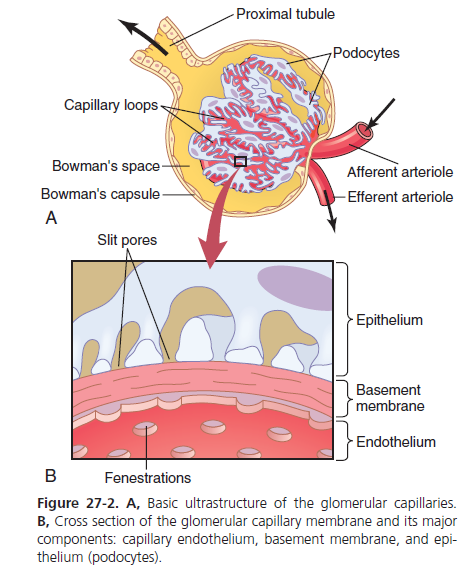 Proximal tubule
Podocytes
Capillary loops
Bowman's space
Bowman's capsule
Afferent arteriole
Efferent arteriole
A
Slit pores
Epithelium
Basement
membrane
Endothelium
B
Fenestrations
Figure 27-2. A, Basic ultrastructure of the glomerular capillaries.
B, Cross section of the glomerular capillary membrane and its major
components: capillary endothelium, basement membrane, and epi-
thelium (podocytes).